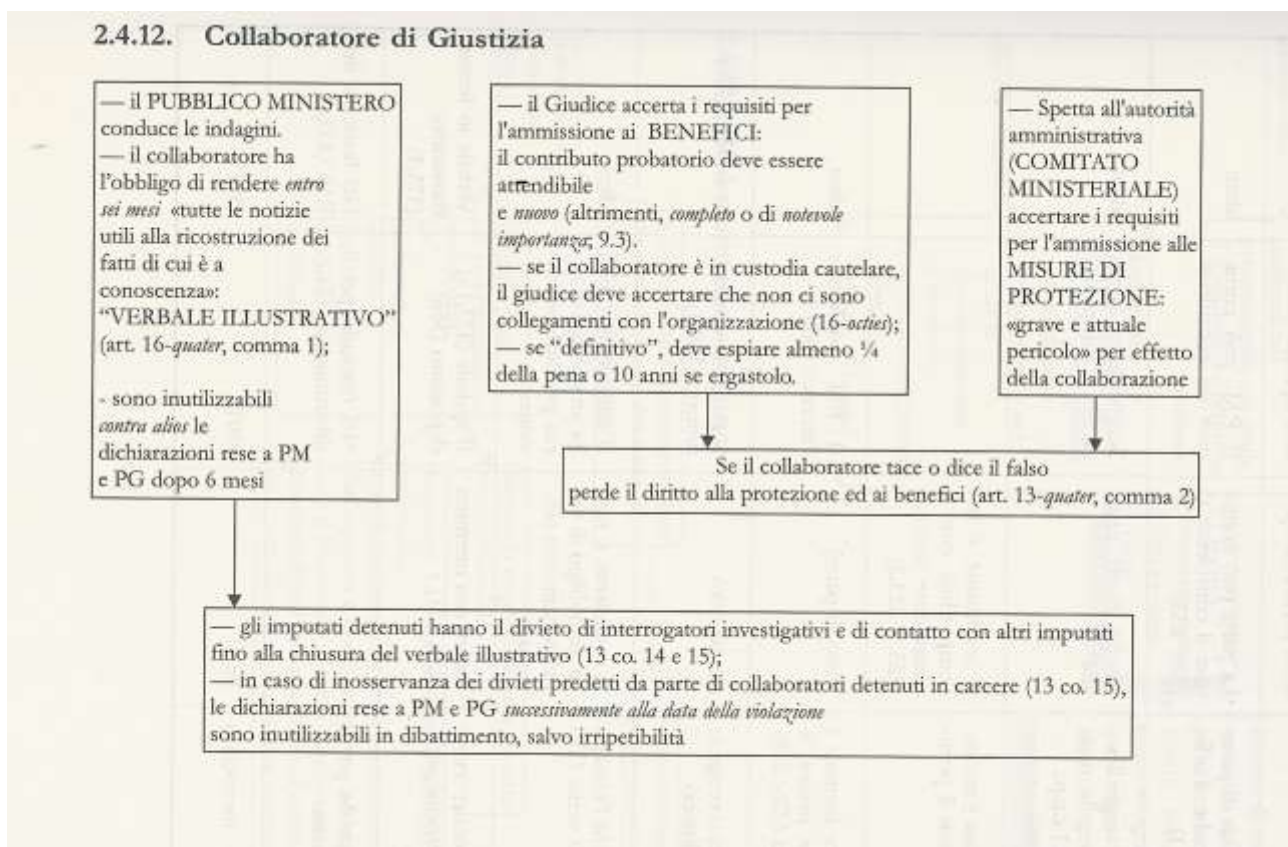 2.4.12. Collaboratore di Giustizia
— il PUBBLICO MINISTERO
conduce le indagini.
— il collaboratore ha
l'obbligo di rendere entro
sei mesi «tutte le notizie
utili alla ricostruzione dei
fatti di cui è a
conoscenza»:
"VERBALE ILLUSTRATIVO"
(art. 16-quater, comma 1);
- sono inutilizzabili
contra alios le
dichiarazioni rese a PM
e PG dopo 6 mesi
— il Giudice accerta i requisiti per
l'ammissione ai BENEFICI:
il contributo probatorio deve essere
attendibile
e nuovo (altrimenti, completo o di notevole
importanza; 9.3).
— se il collaboratore è in custodia cautelare,
il giudice deve accertare che non ci sono
collegamenti con l'organizzazione (16-octies);
— se "definitivo", deve espiare almeno ¼
della pena o 10 anni se ergastolo.
— Spetta all'autorità
amministrativa
(COMITATO
MINISTERIALE)
accertare i requisiti
per l'ammissione alle
MISURE DI
PROTEZIONE:
«grave e attuale
pericolo» per effetto
della collaborazione
Se il collaboratore tace o dice il falso
perde il diritto alla protezione ed ai benefici (art. 13-quater, comma 2)
— gli imputati detenuti hanno il divieto di interrogatori investigativi e di contatto con altri imputati
fino alla chiusura del verbale illustrativo (13 co. 14 e 15);
— in caso di inosservanza dei divieti predetti da parte di collaboratori detenuti in carcere (13 co. 15),
le dichiarazioni rese a PM e PG successivamente alla data della violazione
sono inutilizzabili in dibattimento, salvo irripetibilità